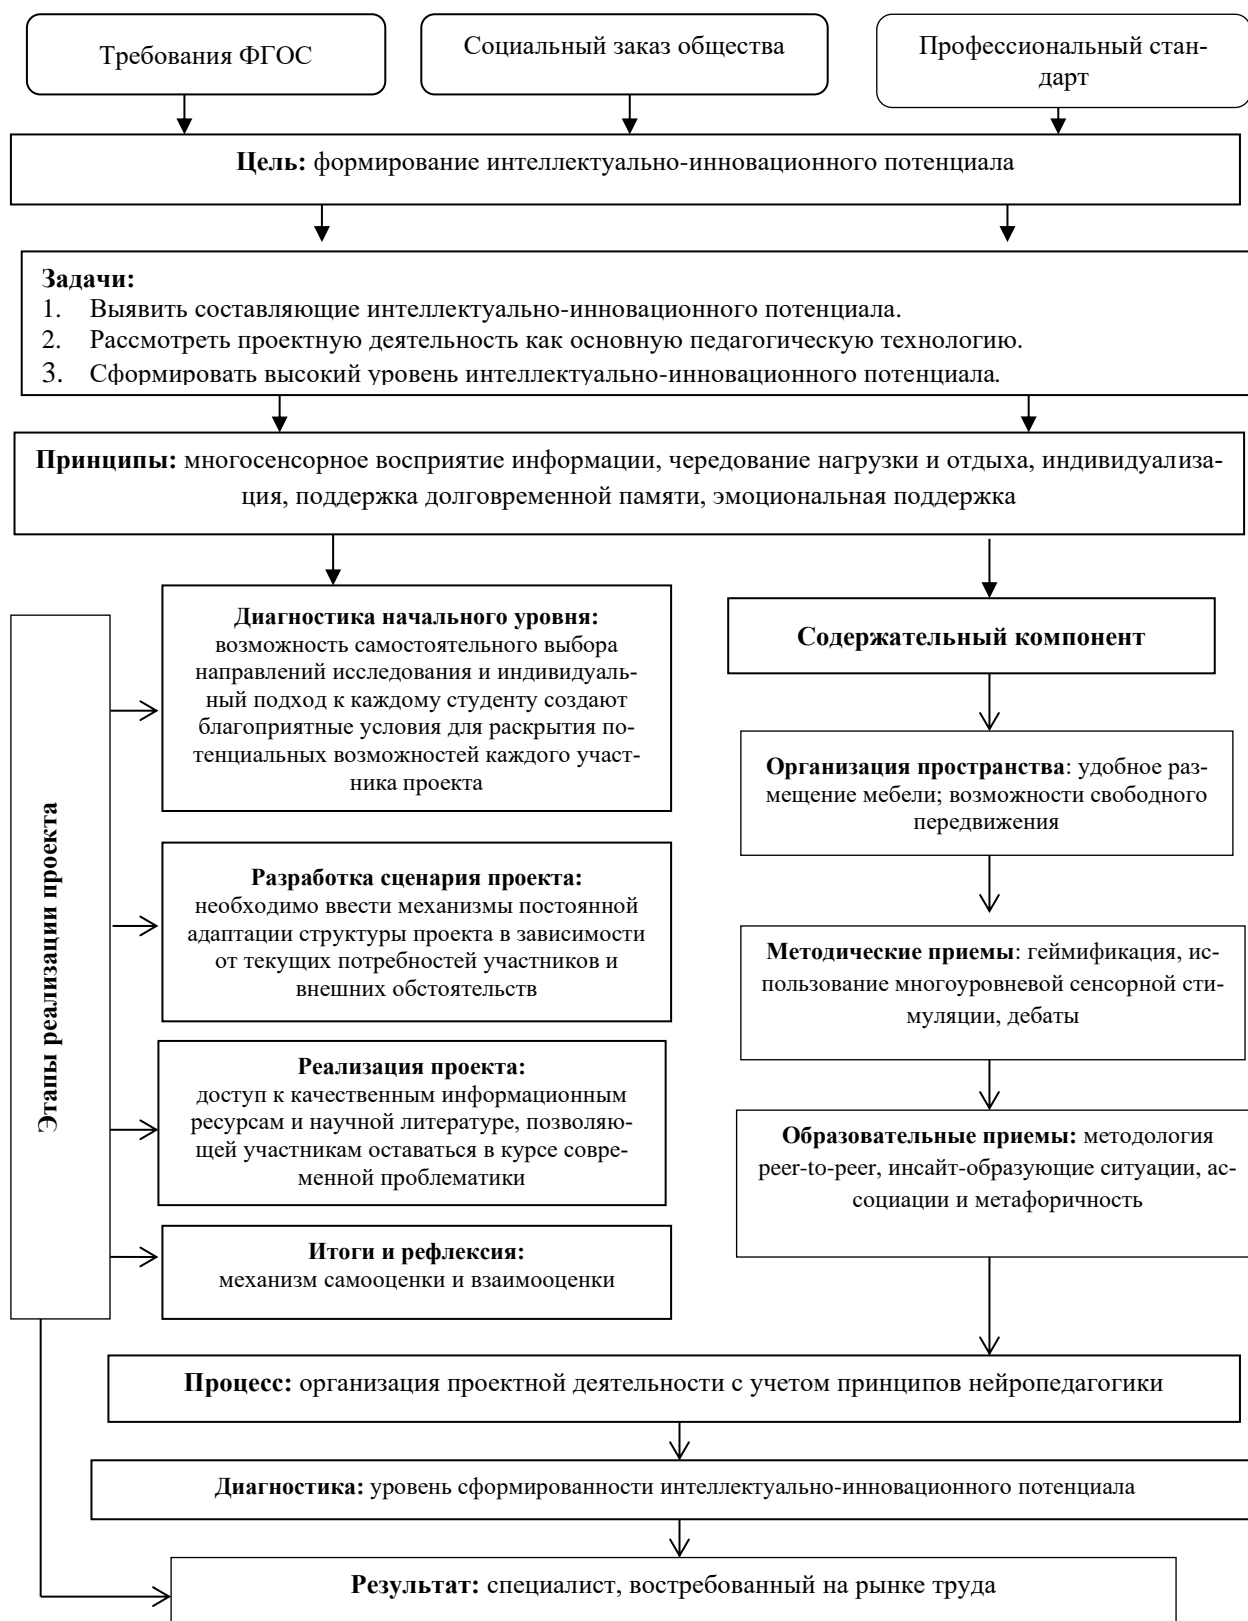 Требования ФГОС
Социальный заказ общества
Профессиональный стан-
дарт
Цель: формирование интеллектуально-инновационного потенциала
Задачи:
1. Выявить составляющие интеллектуально-инновационного потенциала.
2. Рассмотреть проектную деятельность как основную педагогическую технологию.
3. Сформировать высокий уровень интеллектуально-инновационного потенциала.
Принципы: многосенсорное восприятие информации, чередование нагрузки и отдыха, индивидуализа-
ция, поддержка долговременной памяти, эмоциональная поддержка
Этапы реализации проекта
Диагностика начального уровня:
возможность самостоятельного выбора
направлений исследования и индивидуаль-
ный подход к каждому студенту создают
благоприятные условия для раскрытия по-
тенциальных возможностей каждого участ-
ника проекта
Разработка сценария проекта:
необходимо ввести механизмы постоянной
адаптации структуры проекта в зависимости
от текущих потребностей участников и
внешних обстоятельств
Реализация проекта:
доступ к качественным информационным
ресурсам и научной литературе, позволяю-
щей участникам оставаться в курсе совре-
менной проблематики
Итоги и рефлексия:
механизм самооценки и взаимооценки
Содержательный компонент
Организация пространства: удобное раз-
мещение мебели; возможности свободного
передвижения
Методические приемы: геймификация, ис-
пользование многоуровневой сенсорной сти-
муляции, дебаты
Образовательные приемы: методология
peer-to-peer, инсайт-образующие ситуации, ас-
социации и метафоричность
Процесс: организация проектной деятельности с учетом принципов нейропедагогики
Диагностика: уровень сформированности интеллектуально-инновационного потенциала
Результат: специалист, востребованный на рынке труда